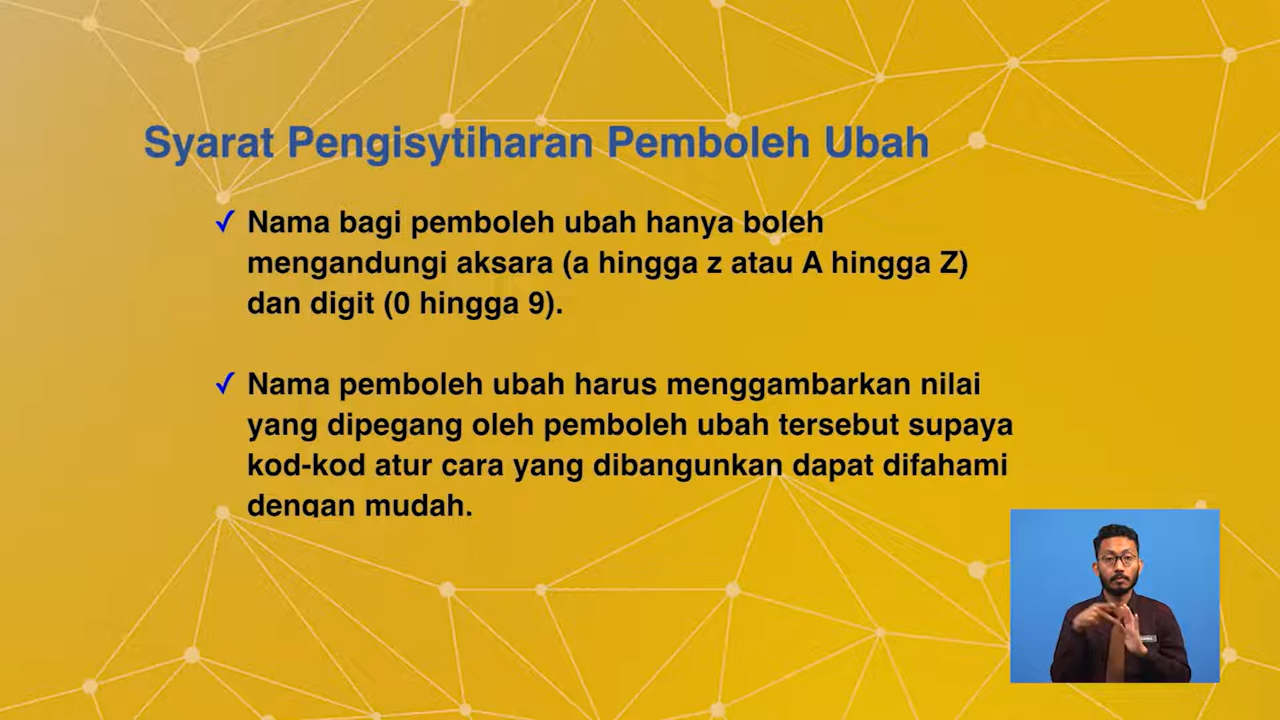 Syarat Pengisytiharan Pemboleh Ubah
✓ Nama bagi pemboleh ubah hanya boleh
mengandungi aksara (a hingga z atau A hingga Z)
dan digit (0 hingga 9).
✓ Nama pemboleh ubah harus menggambarkan nilai
yang dipegang oleh pemboleh ubah tersebut supaya
kod-kod atur cara yang dibangunkan dapat difahami
dengan mudah.